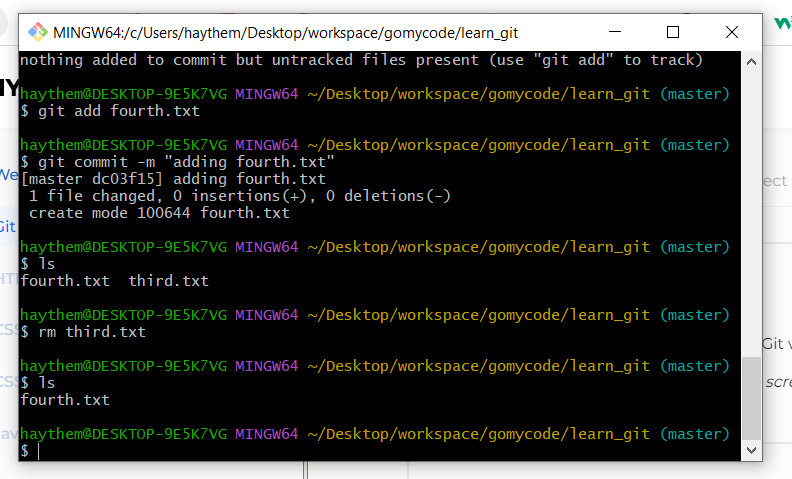 MINGW64:/c/Users/haythem/Desktop/workspace/gomycode/learn_git
nothing added to commit but untracked files present (use "git add" to track)
haythem@DESKTOP-9E5K7VG MINGW64 ~/Desktop/workspace/gomycode/learn_git (master)
$ git add fourth.txt
haythem@DESKTOP-9E5K7VG MINGW64 ~/Desktop/workspace/gomycode/learn_git (master)
$ git commit -m "adding fourth.txt"
[master dc03f15] adding fourth.txt
1 file changed, 0 insertions(+), 0 deletions(-)
create mode 100644 fourth.txt
haythem@DESKTOP-9E5K7VG MINGW64 ~/Desktop/workspace/gomycode/learn_git (master)
$ ls
fourth.txt  third.txt
haythem@DESKTOP-9E5K7VG MINGW64 ~/Desktop/workspace/gomycode/learn_git (master)
$ rm third.txt
haythem@DESKTOP-9E5K7VG MINGW64 ~/Desktop/workspace/gomycode/learn_git (master)
$ ls
fourth.txt
haythem@DESKTOP-9E5K7VG MINGW64 ~/Desktop/workspace/gomycode/learn_git (master)
$